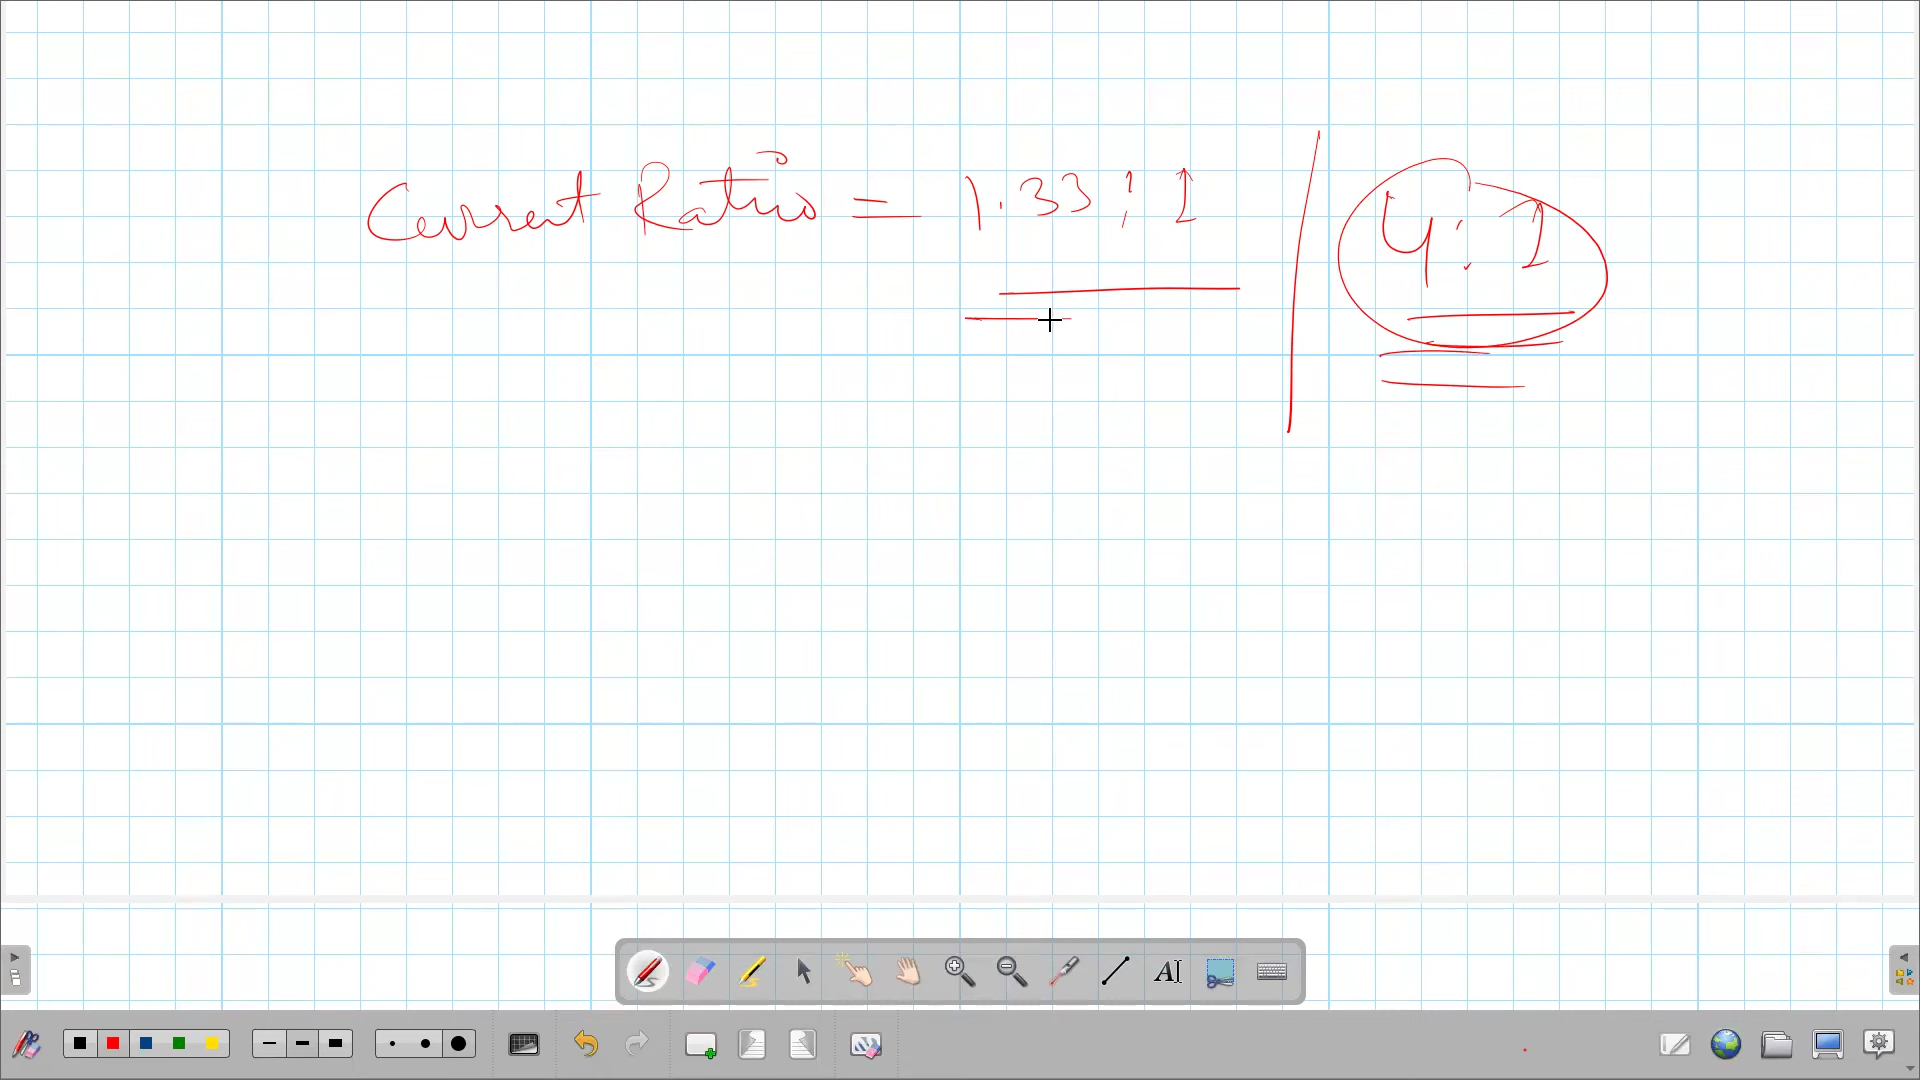 Current Ratio = 1.33 : 1 | 4 : 1